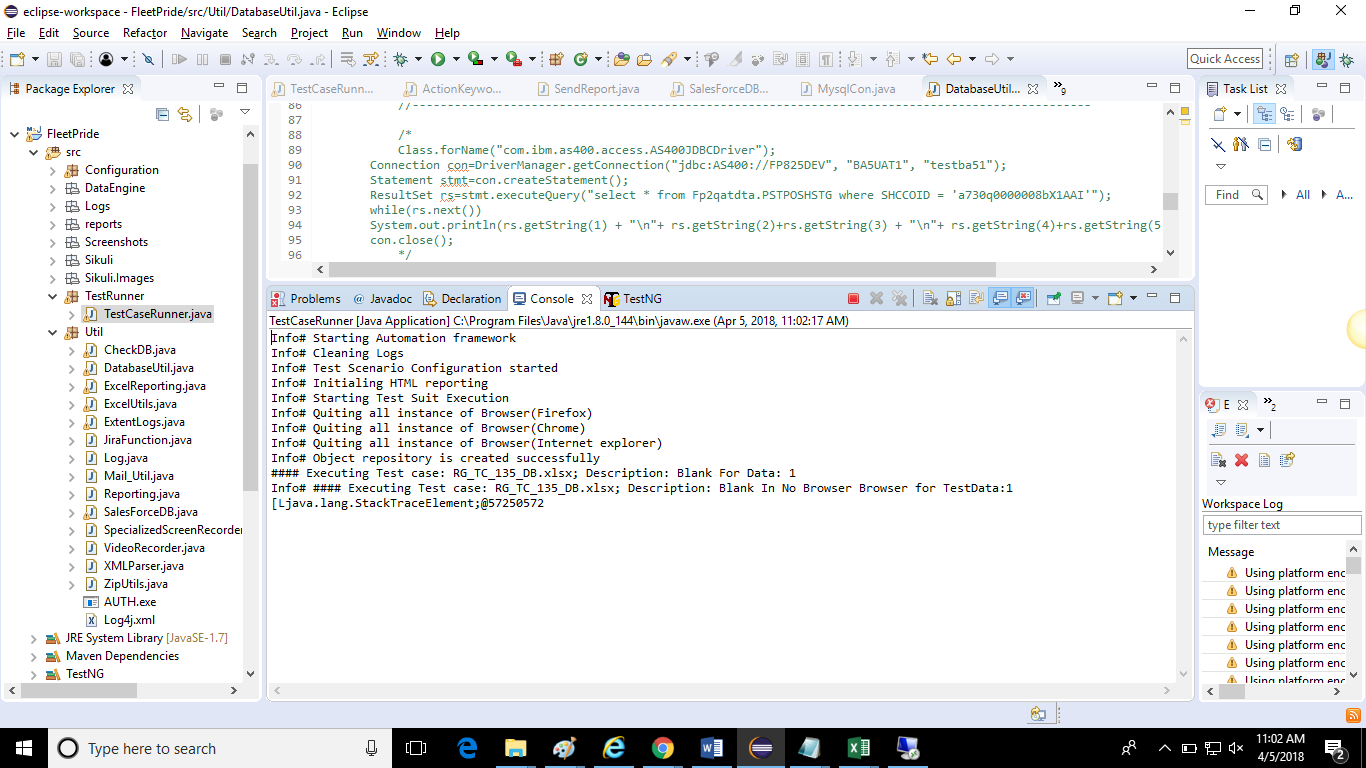 eclipse-workspace - FleetPride/src/Util/DatabaseUtil.java - Eclipse
File Edit Source Refactor Navigate Search Project Run Window Help
Quick Access
Package Explorer
FleetPride
src
Configuration
DataEngine
Logs
reports
Screenshots
Sikuli
Sikuli.Images
TestRunner
TestCaseRunner.java
Util
CheckDB.java
DatabaseUtil.java
ExcelReporting.java
ExcelUtils.java
ExtentLogs.java
JiraFunction.java
Log.java
Mail_Util.java
Reporting.java
SalesForceDB.java
SpecializedScreenRecorder
VideoRecorder.java
XMLParser.java
ZipUtils.java
AUTH.exe
Log4j.xml
JRE System Library [JavaSE-1.7]
Maven Dependencies
TestNG
TestCaseRunn... ActionKeywo... SendReport.java SalesForceDB... MysqlCon.java DatabaseUtil... »9
86 //------------------------------------------------------------------------------------------
87
88 /*
89 Class.forName("com.ibm.as400.access.AS400JDBCDriver");
90 Connection con=DriverManager.getConnection("jdbc:AS400://FP825DEV", "BA5UAT1", "testba51");
91 Statement stmt=con.createStatement();
92 ResultSet rs=stmt.executeQuery("select * from Fp2qatdta.PSTPOSHSTG where SHCCOID = 'a730q0000008bX1AAI'");
93 while(rs.next())
94 System.out.println(rs.getString(1) + "\n"+ rs.getString(2)+rs.getString(3) + "\n"+ rs.getString(4)+rs.getString(5
95 con.close();
96 */
Problems @ Javadoc Declaration Console TestNG
TestCaseRunner [Java Application] C:\Program Files\Java\jre1.8.0_144\bin\javaw.exe (Apr 5, 2018, 11:02:17 AM)
Info# Starting Automation framework
Info# Cleaning Logs
Info# Test Scenario Configuration started
Info# Initialing HTML reporting
Info# Starting Test Suit Execution
Info# Quiting all instance of Browser(Firefox)
Info# Quiting all instance of Browser(Chrome)
Info# Quiting all instance of Browser(Internet explorer)
Info# Object repository is created successfully
#### Executing Test case: RG_TC_135_DB.xlsx; Description: Blank For Data: 1
Info# #### Executing Test case: RG_TC_135_DB.xlsx; Description: Blank In No Browser Browser for TestData:1
[Ljava.lang.StackTraceElement;@57250572
Task List
Find All A...
E »2
Workspace Log
type filter text
Message
Using platform enc
Using platform enc
Using platform enc
Using platform enc
Using platform enc
Using platform enc
Using platform enc
Type here to search
11:02 AM
4/5/2018
2